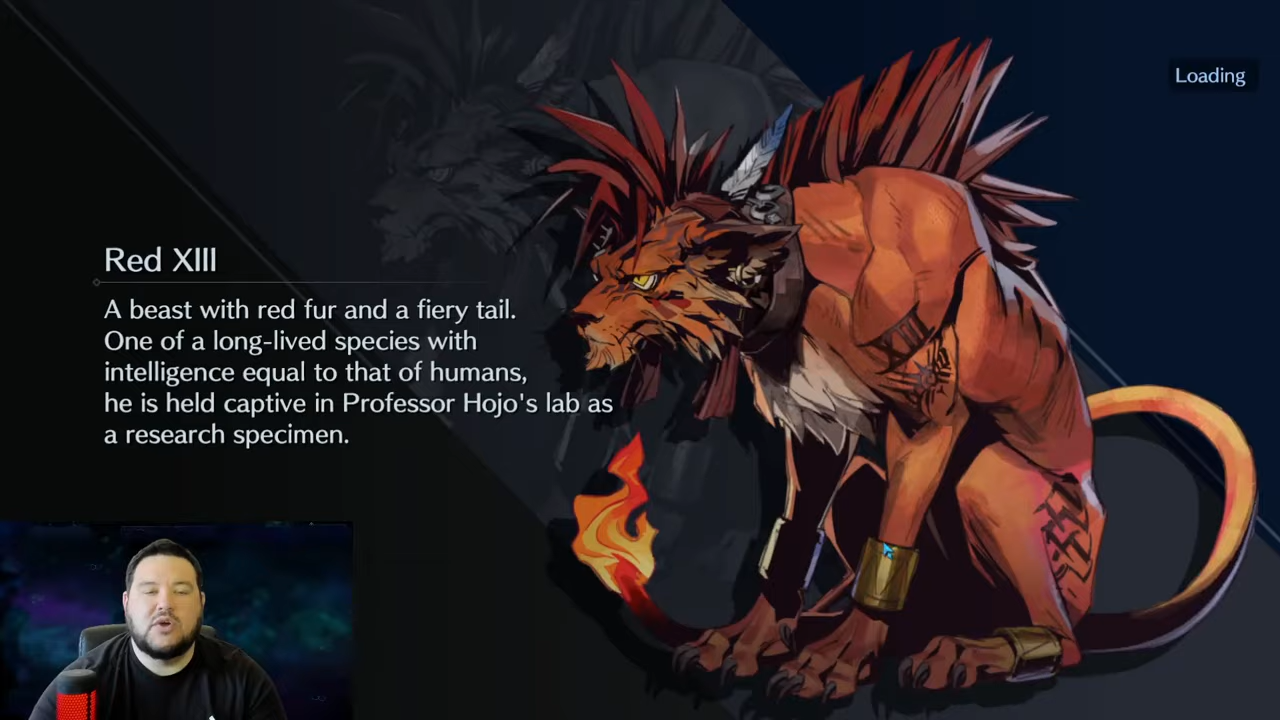 Loading
Red XIII
A beast with red fur and a fiery tail.
One of a long-lived species with
intelligence equal to that of humans,
he is held captive in Professor Hojo's lab as
a research specimen.
XIII